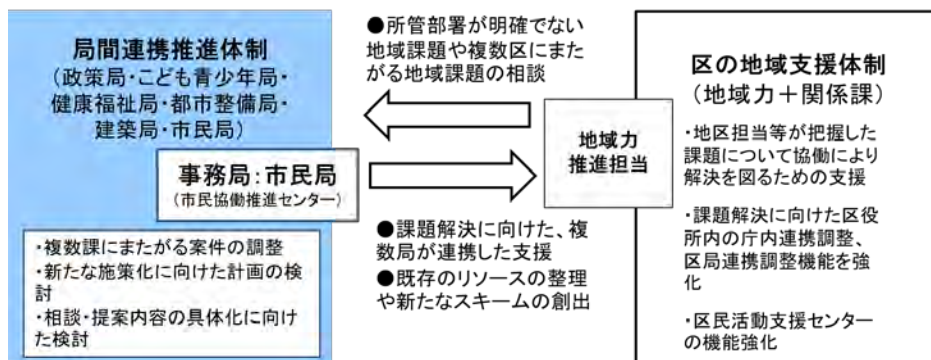 局間連携推進体制
（政策局・こども青少年局・
健康福祉局・都市整備局・
建築局・市民局）
事務局：市民局
（市民協働推進センター）
・複数課にまたがる案件の調整
・新たな施策化に向けた計画の検
討
・相談・提案内容の具体化に向け
た検討
●所管部署が明確でない
地域課題や複数区にまた
がる地域課題の相談
●課題解決に向けた、複
数局が連携した支援
●既存のリソースの整理
や新たなスキームの創出
地域力
推進担当
区の地域支援体制
（地域力＋関係課）
・地区担当等が把握した
課題について協働により
解決を図るための支援
・課題解決に向けた区役
所内の庁内連携調整、
区局連携調整機能を強
化
・区民活動支援センター
の機能強化